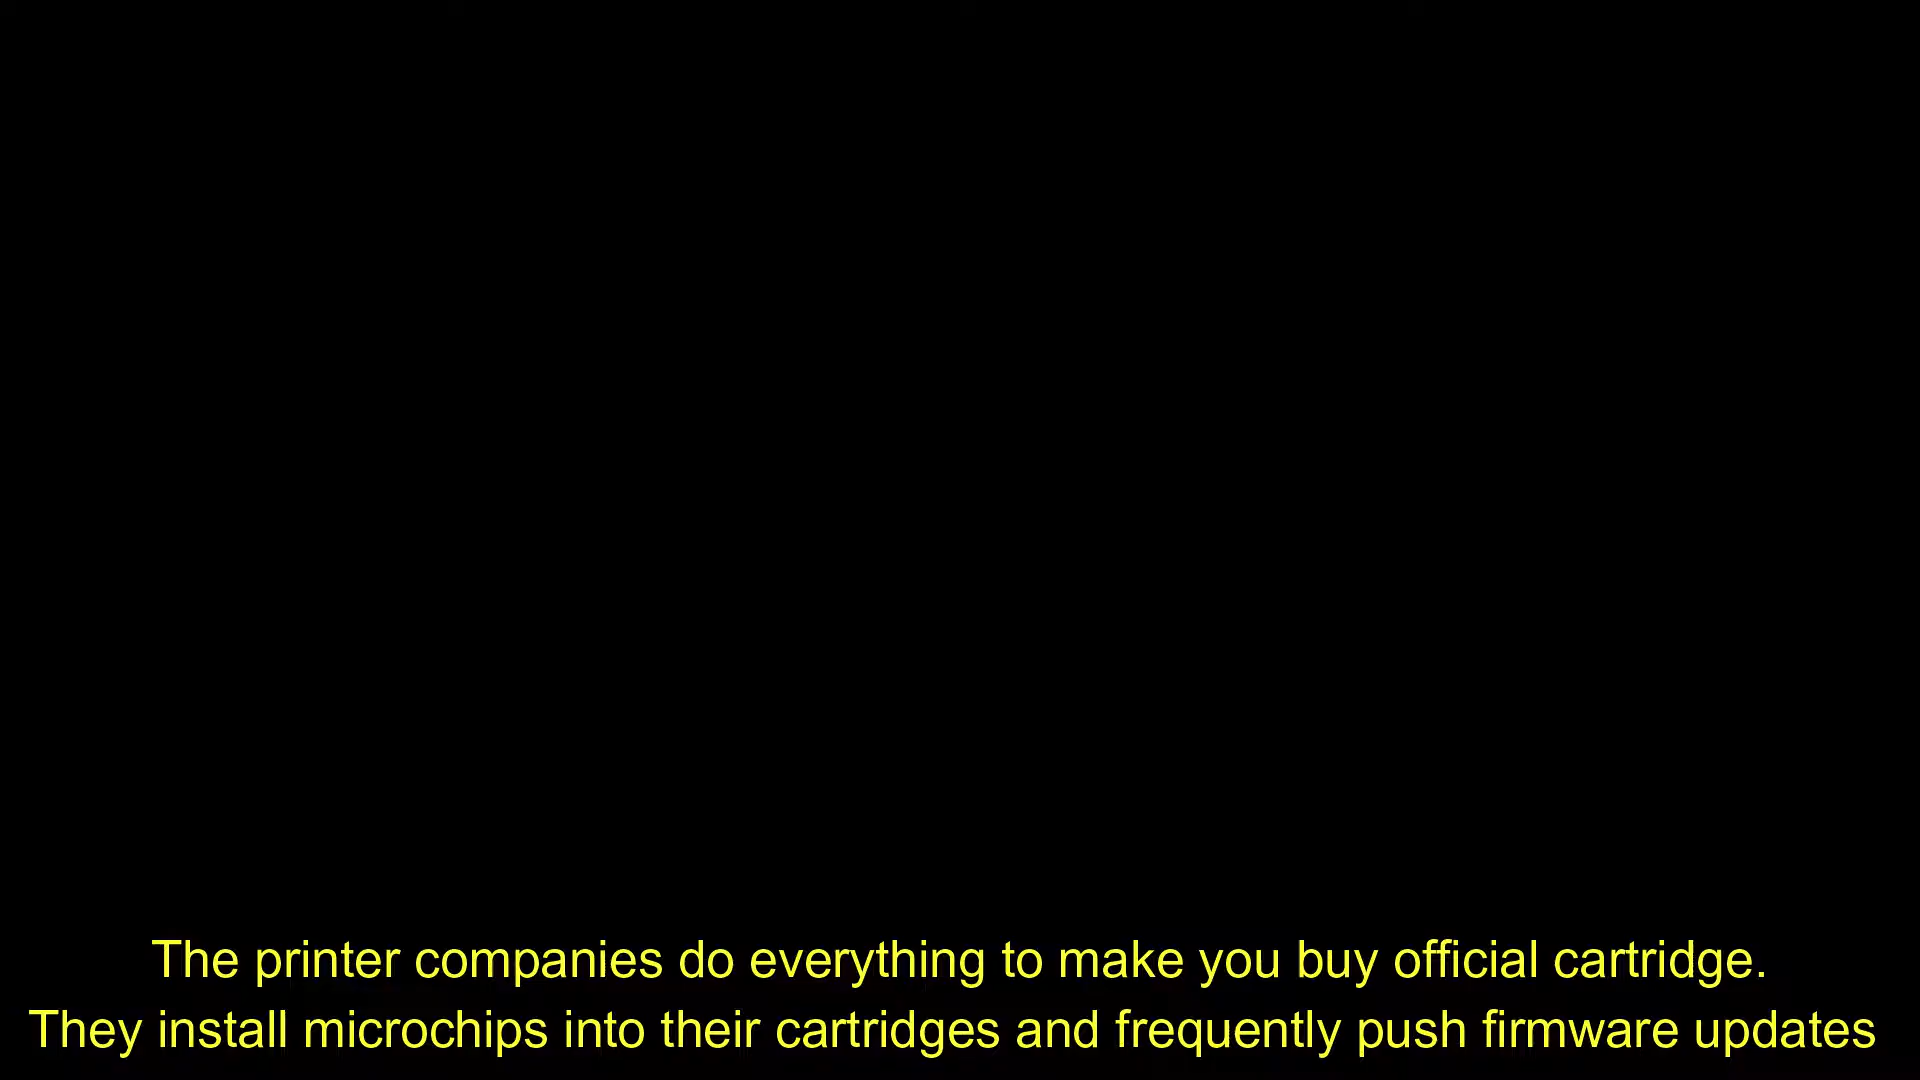 The printer companies do everything to make you buy official cartridge.
They install microchips into their cartridges and frequently push firmware updates